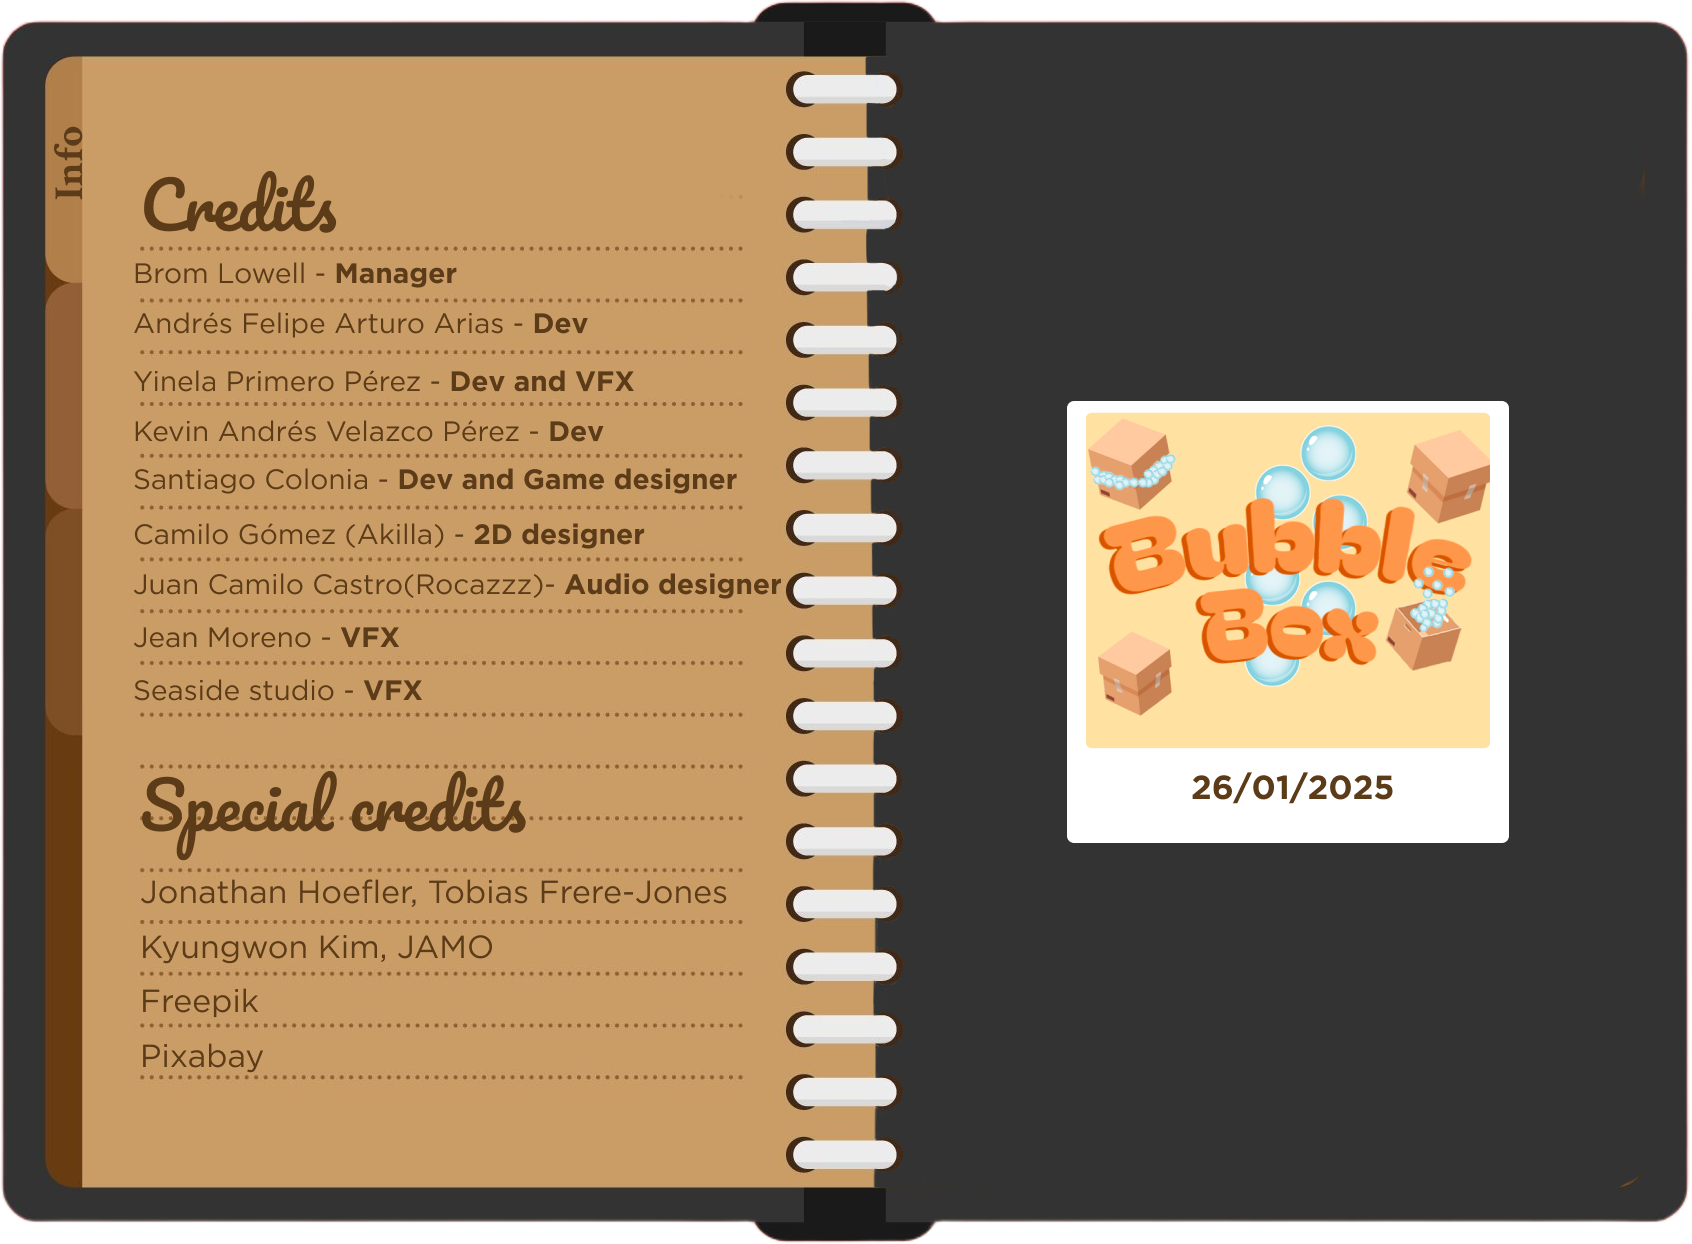 Info
Credits
Brom Lowell - Manager
Andrés Felipe Arturo Arias - Dev
Yinela Primero Pérez - Dev and VFX
Kevin Andrés Velazco Pérez - Dev
Santiago Colonia - Dev and Game designer
Camilo Gómez (Akilla) - 2D designer
Juan Camilo Castro(Rocazzz)- Audio designer
Jean Moreno - VFX
Seaside studio - VFX
Special credits
Jonathan Hoefler, Tobias Frere-Jones
Kyungwon Kim, JAMO
Freepik
Pixabay
Bubble
Box
26/01/2025